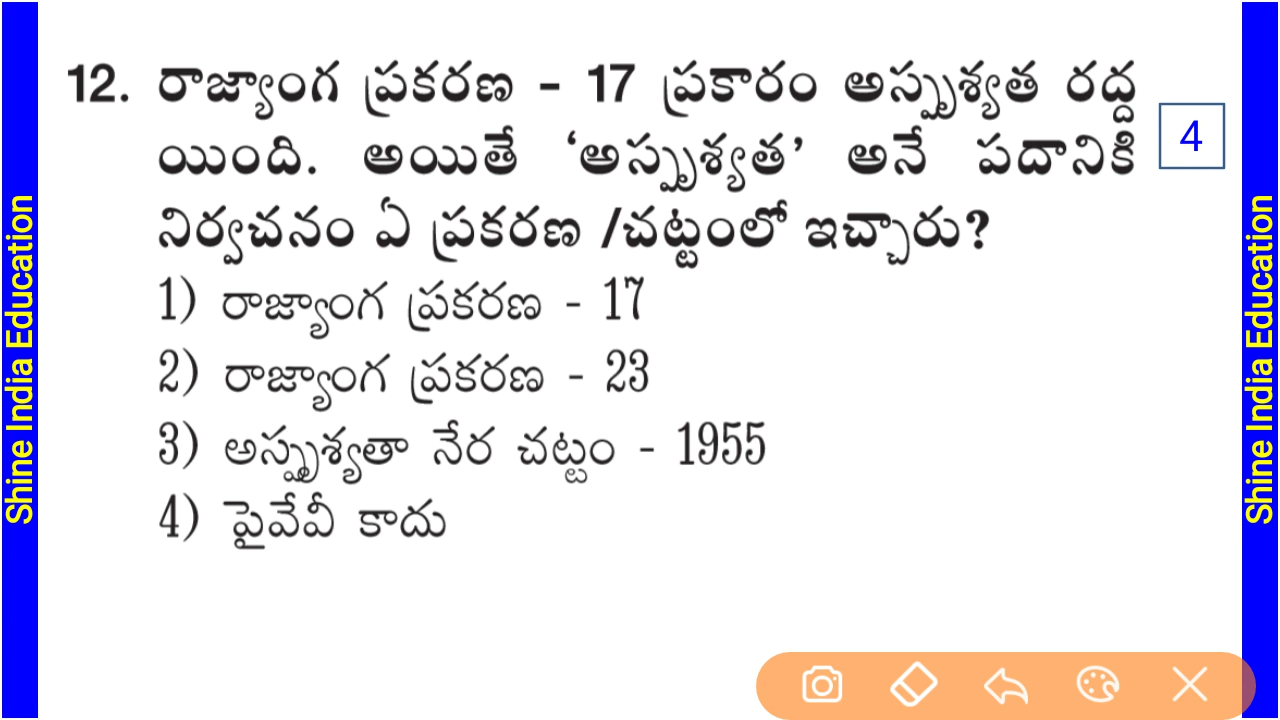 Shine India Education
12. రాజ్యాంగ ప్రకరణ - 17 ప్రకారం అస్పృశ్యత రద్ద
యింది. అయితే ‘అస్పృశ్యత’ అనే పదానికి
నిర్వచనం ఏ ప్రకరణ /చట్టంలో ఇచ్చారు?
4
1) రాజ్యాంగ ప్రకరణ - 17
2) రాజ్యాంగ ప్రకరణ - 23
3) అస్పృశ్యతా నేర చట్టం - 1955
4) పైవేవీ కాదు
Shine India Education